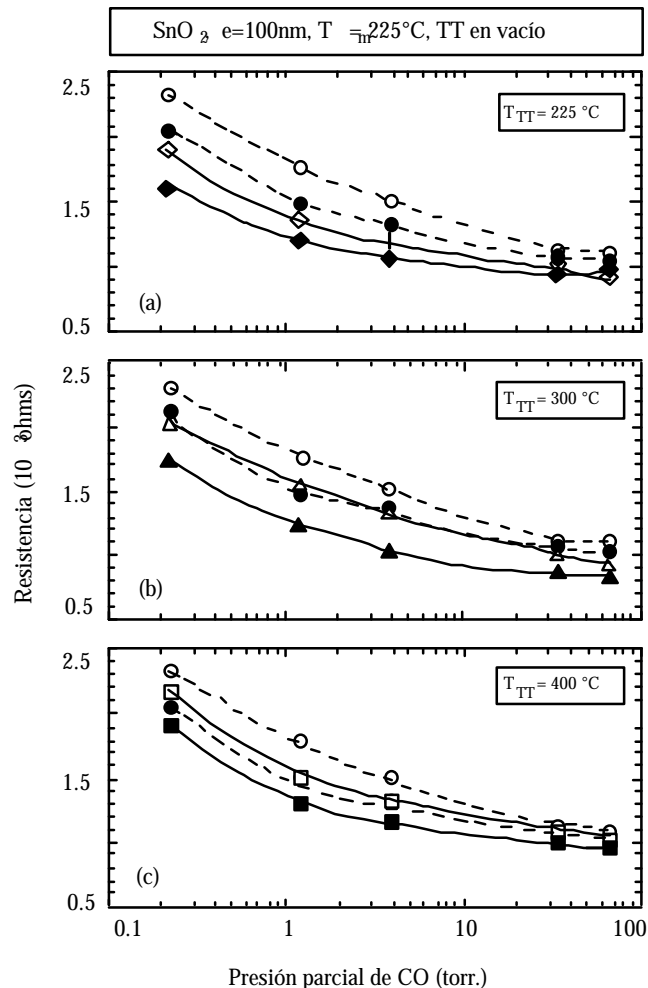 SnO 2, e=100nm, T =m225°C, TT en vacío
2.5
1.5
0.5
T TT = 225 °C
(a)
2.5
1.5
0.5
T TT = 300 °C
(b)
Resistencia (10 3ohms)
2.5
1.5
0.5
T TT = 400 °C
(c)
0.1 1 10 100
Presión parcial de CO (torr.)